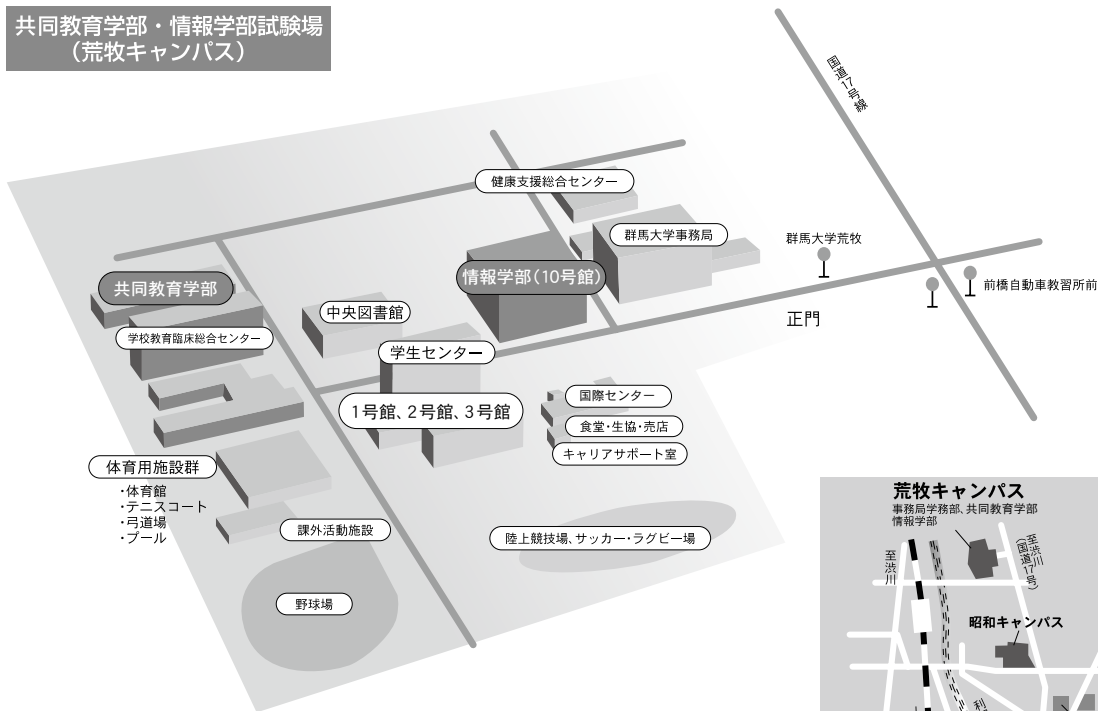 共同教育学部・情報学部試験場
（荒牧キャンパス）
国道17号線
健康支援総合センター
群馬大学事務局
群馬大学荒牧
前橋自動車教習所前
正門
情報学部（10号館）
共同教育学部
学校教育臨床総合センター
中央図書館
学生センター
1号館、2号館、3号館
国際センター
食堂・生協・売店
キャリアサポート室
体育用施設群
・体育館
・テニスコート
・弓道場
・プール
課外活動施設
陸上競技場、サッカー・ラグビー場
野球場
荒牧キャンパス
事務局学務部、共同教育学部
情報学部
至渋川
至渋川
（国道17号）
昭和キャンパス
利